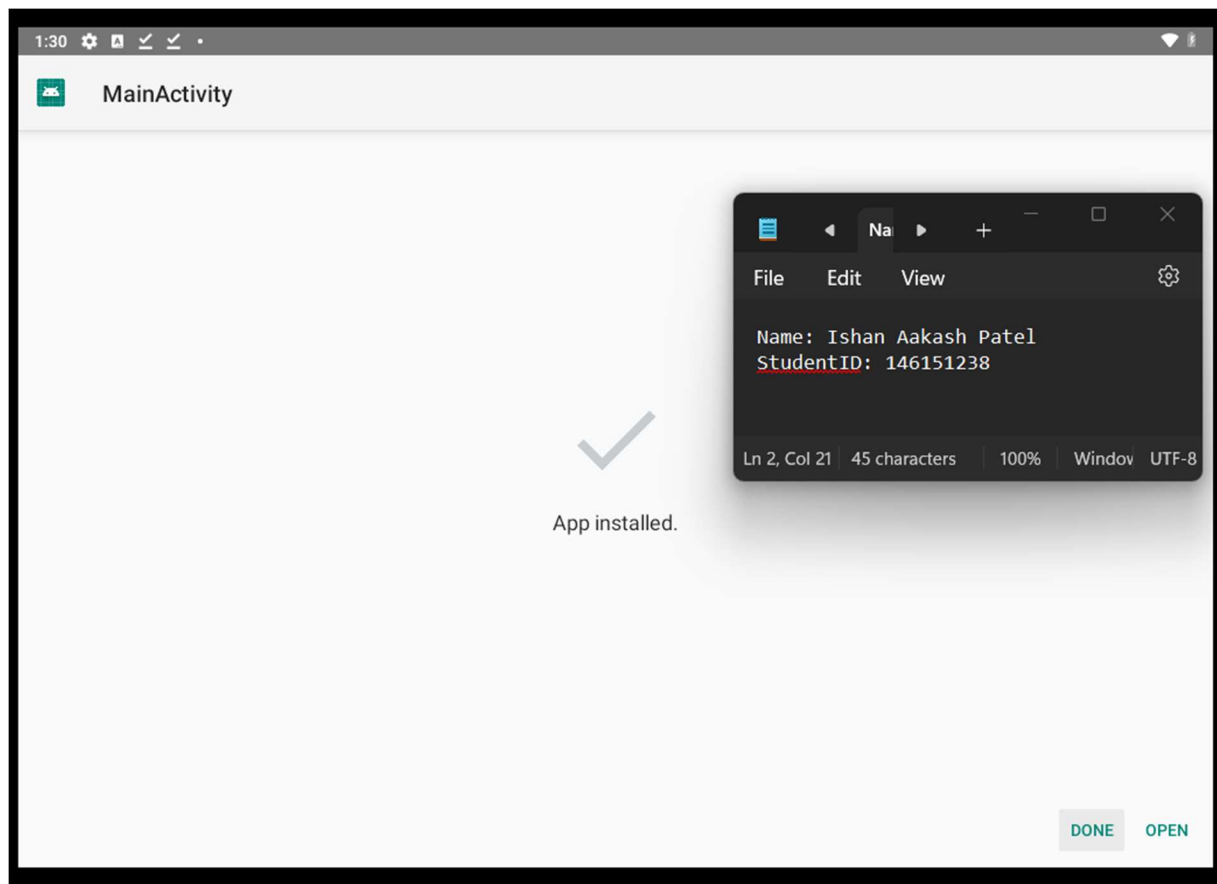 1:30
MainActivity
Na
+
File Edit View
Name: Ishan Aakash Patel
StudentID: 146151238
Ln 2, Col 21 45 characters 100% Window UTF-8
App installed.
DONE OPEN